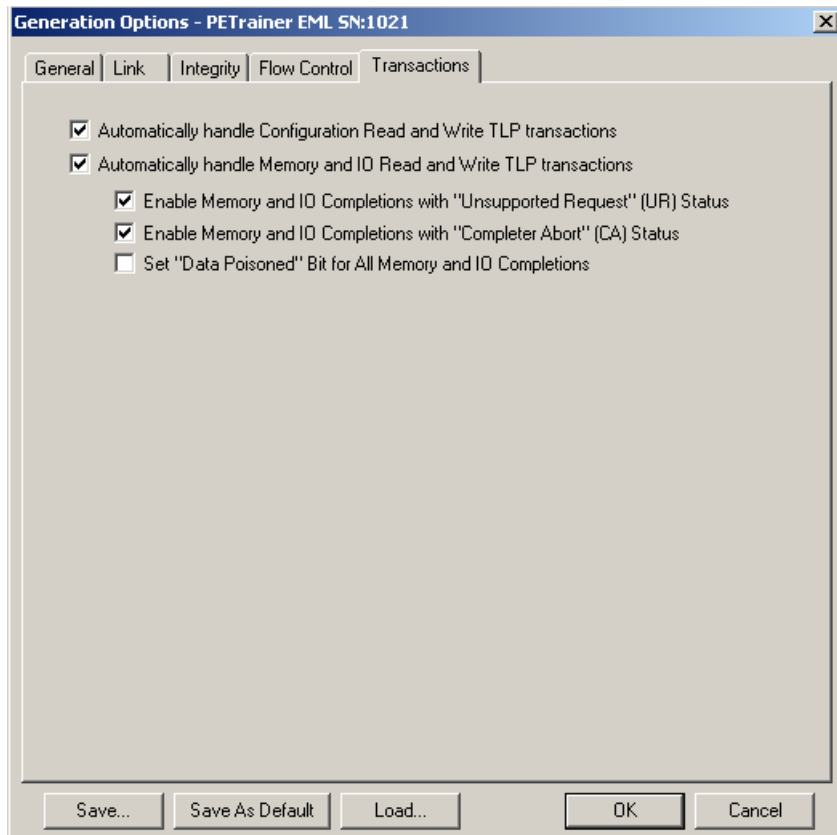 Generation Options - PETrainer EML SN:1021
General Link Integrity Flow Control Transactions
Automatically handle Configuration Read and Write TLP transactions
Automatically handle Memory and IO Read and Write TLP transactions
Enable Memory and IO Completions with "Unsupported Request" (UR) Status
Enable Memory and IO Completions with "Completer Abort" (CA) Status
Set "Data Poisoned" Bit for All Memory and IO Completions
Save... Save As Default Load... OK Cancel